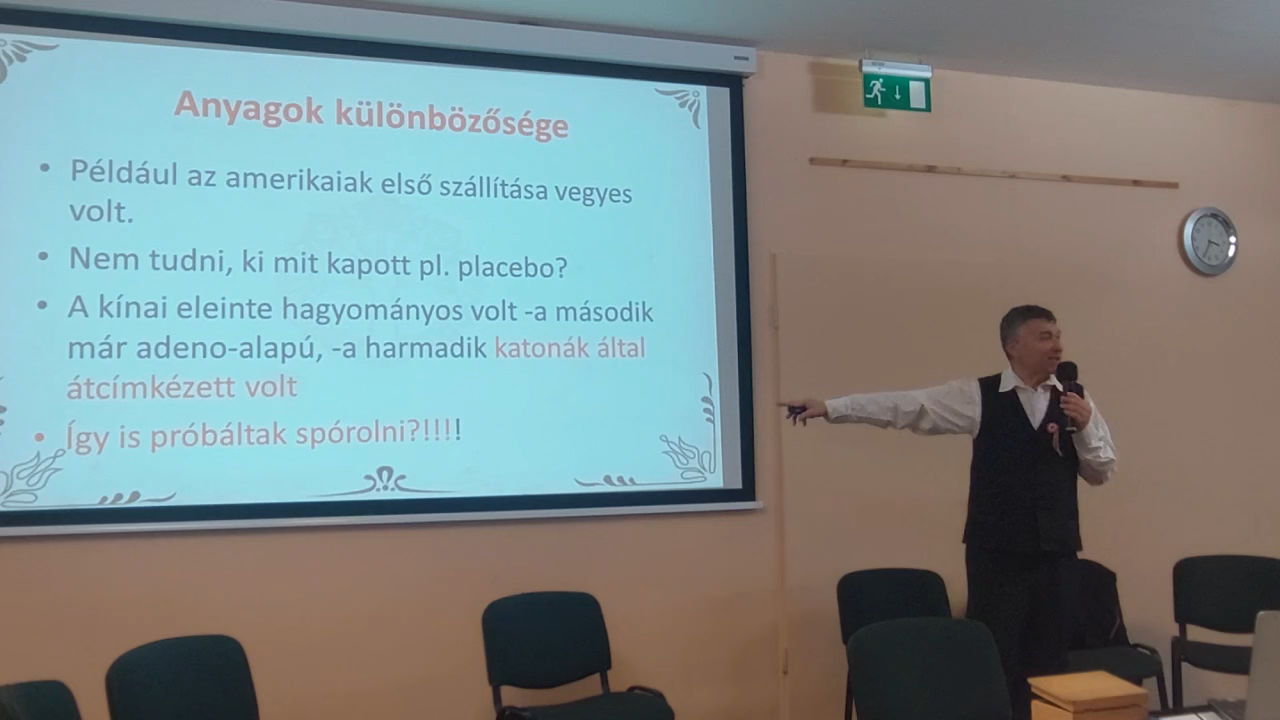 Anyagok különbözősége
• Például az amerikaiak első szállítása vegyes
volt.
• Nem tudni, ki mit kapott pl. placebo?
• A kínai eleinte hagyományos volt -a második
már adeno-alapú, -a harmadik katonák által
átcímkézett volt
• Így is próbáltak spórolni?!!!!